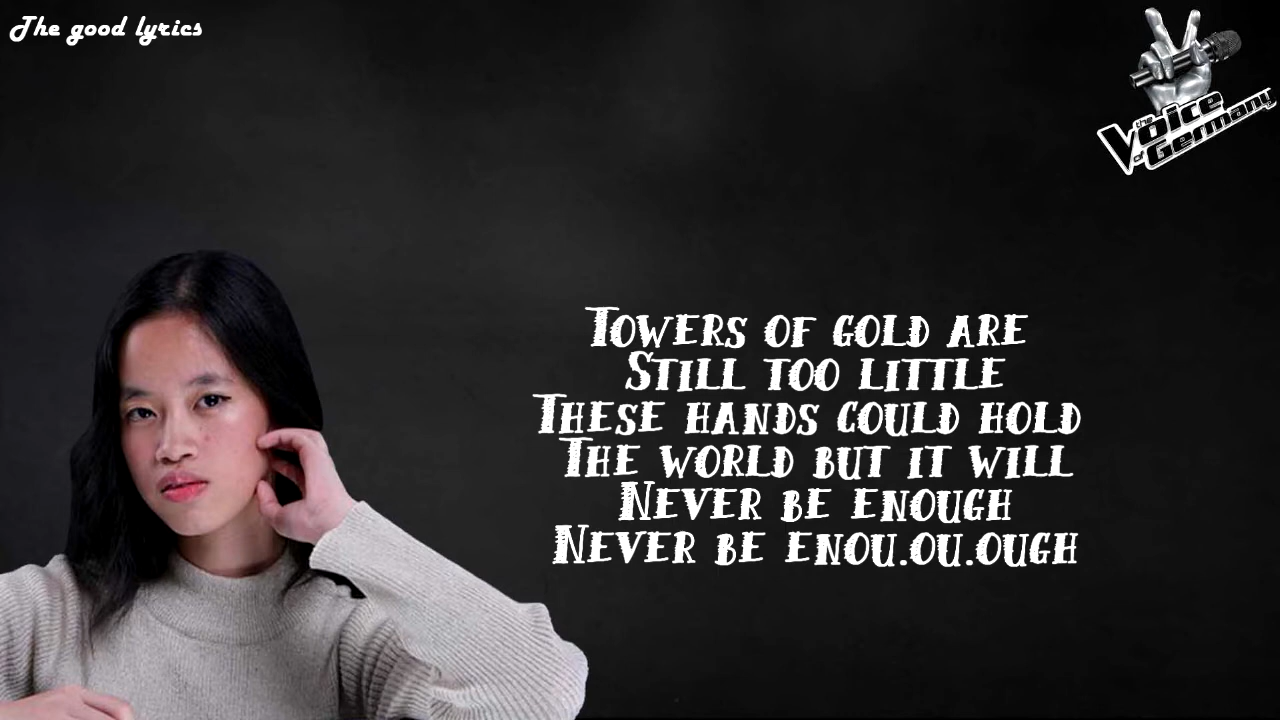 The good lyrics
the
Voice
of Germany
Towers of gold are
Still too little
These hands could hold
The world but it will
Never be enough
Never be enou.ou.ough